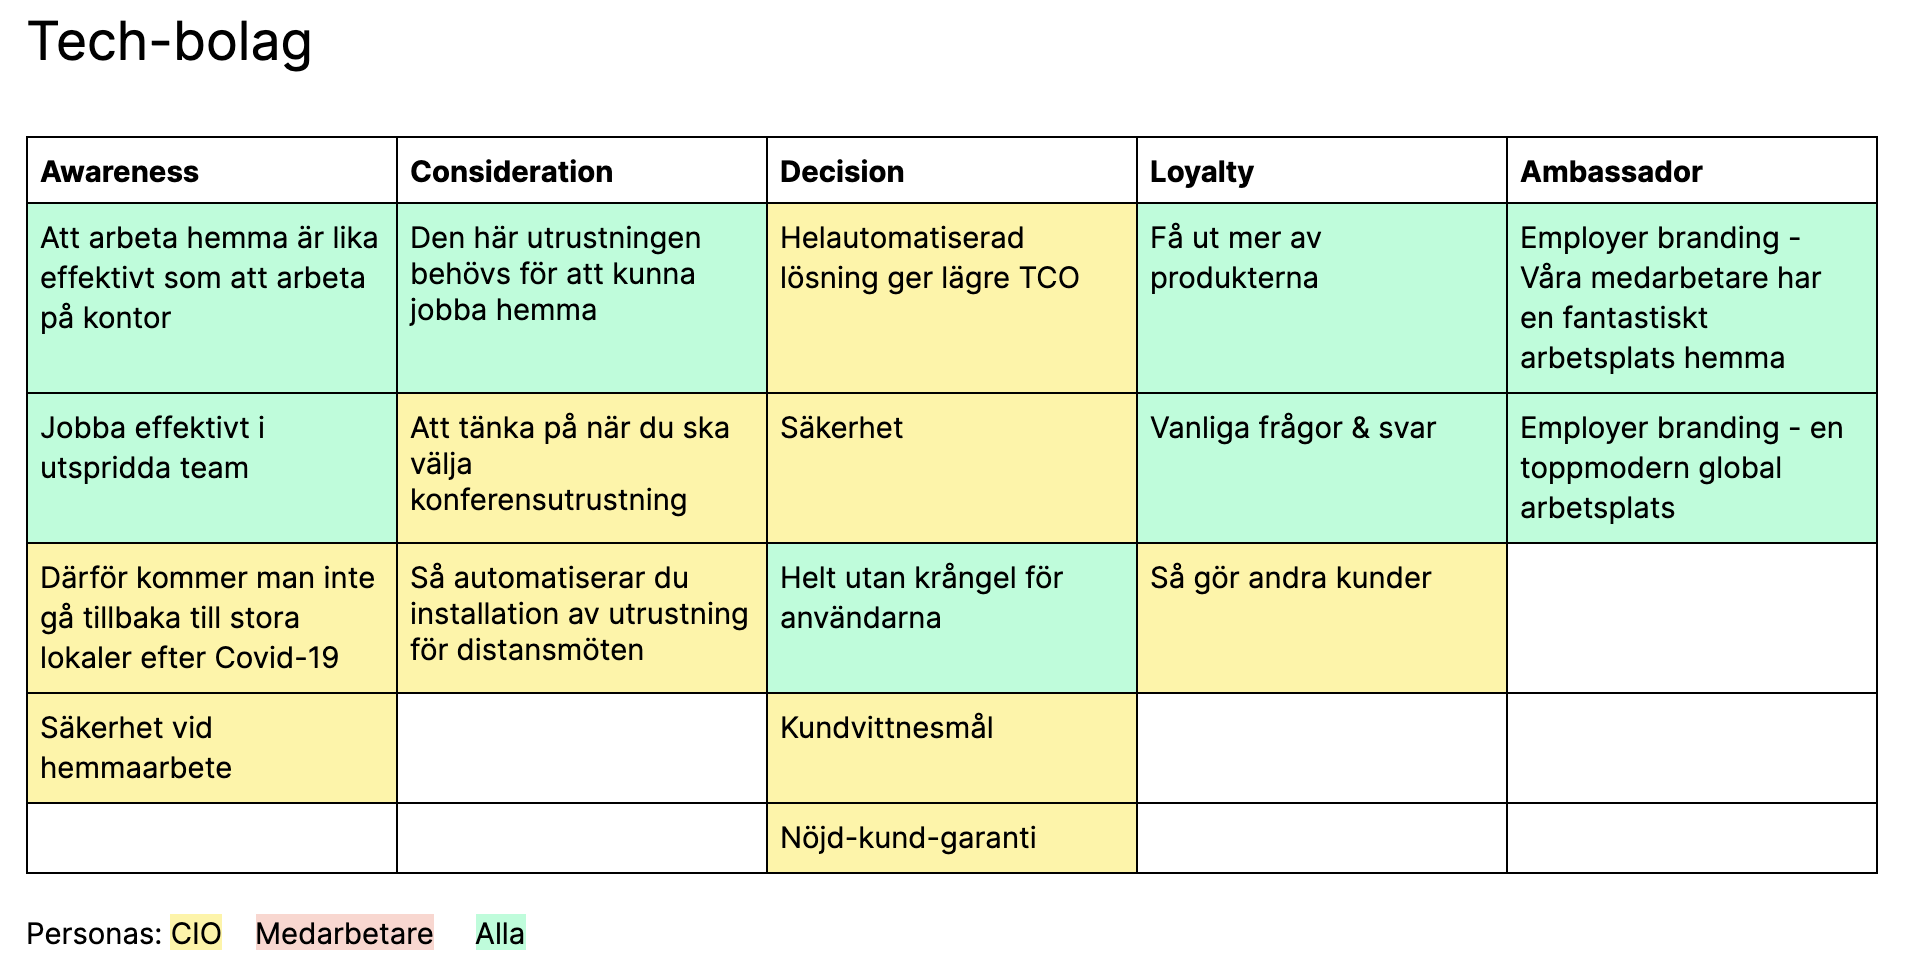 Tech-bolag
Awareness
Consideration
Decision
Loyalty
Ambassador
Att arbeta hemma är lika
effektivt som att arbeta
på kontor
Den här utrustningen
behövs för att kunna
jobba hemma
Helautomatiserad
lösning ger lägre TCO
Få ut mer av
produkterna
Employer branding -
Våra medarbetare har
en fantastiskt
arbetsplats hemma
Jobba effektivt i
utspridda team
Att tänka på när du ska
välja
konferensutrustning
Säkerhet
Vanliga frågor & svar
Employer branding - en
toppmodern global
arbetsplats
Därför kommer man inte
gå tillbaka till stora
lokaler efter Covid-19
Så automatiserar du
installation av utrustning
för distansmöten
Helt utan krångel för
användarna
Så gör andra kunder
Säkerhet vid
hemmaarbete
Kundvittnesmål
Nöjd-kund-garanti
Personas: CIO Medarbetare Alla